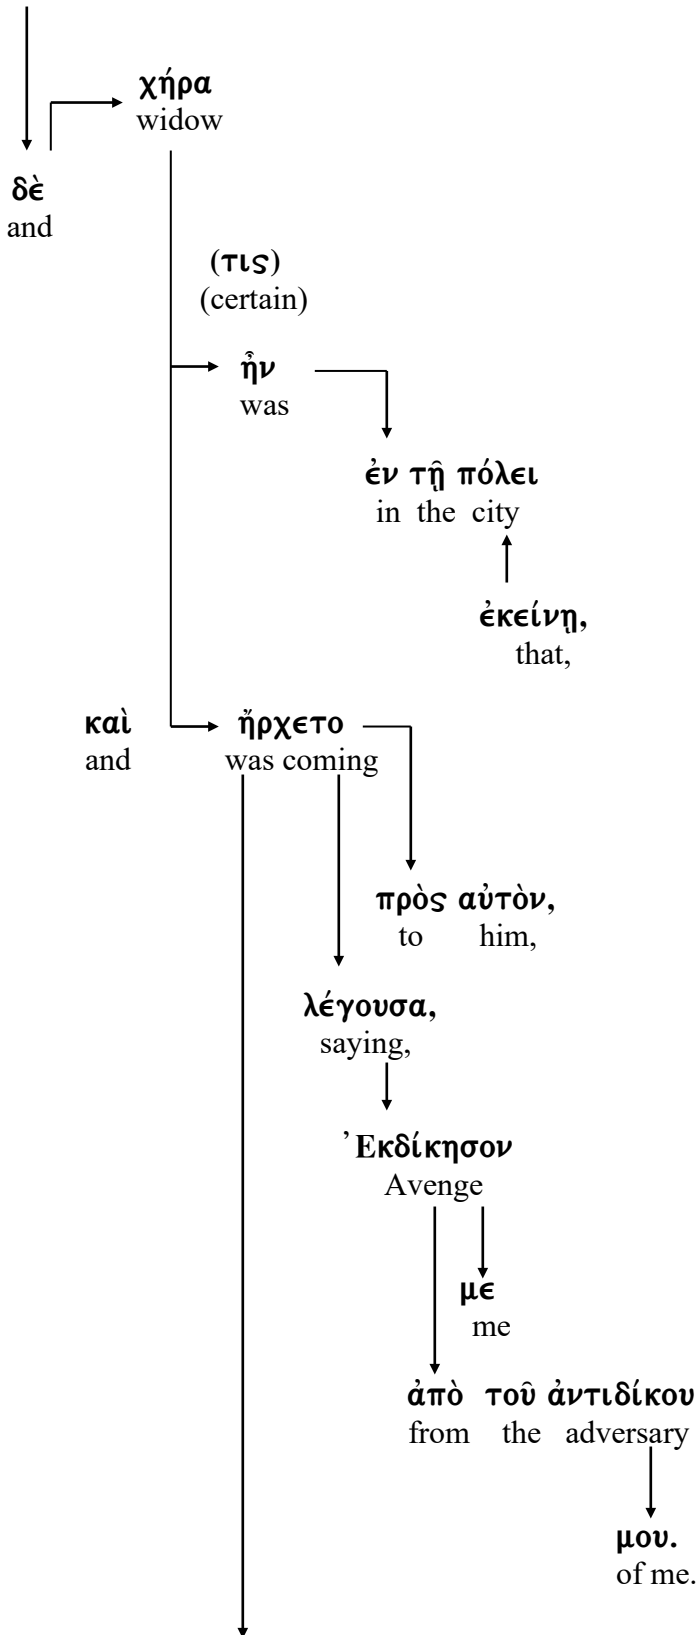 χήρα
widow
δὲ
and
(τις)
(certain)
ἦν
was
ἐν τῇ πόλει
in the city
ἐκείνῃ,
that,
καὶ ἤρχετο
and was coming
πρὸς αὐτὸν,
to him,
λέγουσα,
saying,
Ἐκδίκησον
Avenge
με
me
ἀπὸ τοῦ ἀντιδίκου
from the adversary
μου.
of me.